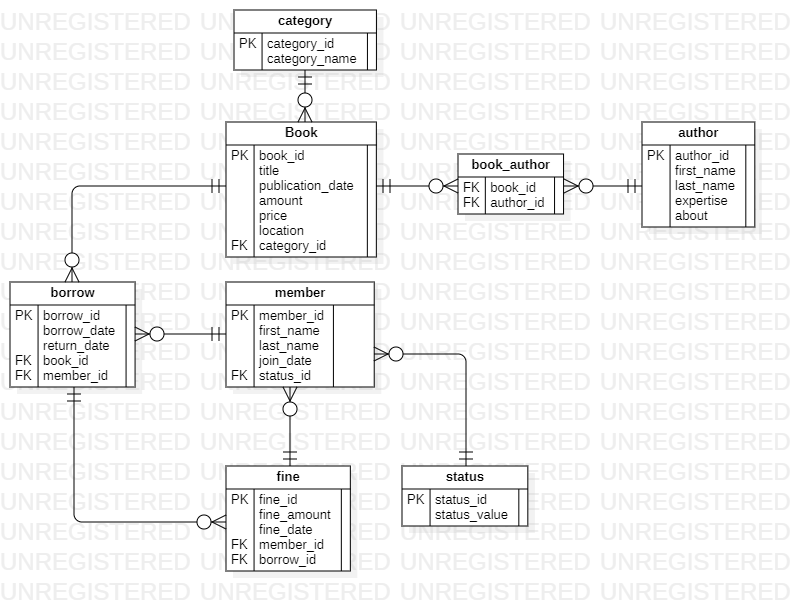 category
PK category_id
category_name
Book
PK book_id
title
publication_date
amount
price
location
FK category_id
book_author
FK book_id
FK author_id
author
PK author_id
first_name
last_name
expertise
about
borrow
PK borrow_id
borrow_date
return_date
FK book_id
FK member_id
member
PK member_id
first_name
last_name
join_date
FK status_id
fine
PK fine_id
fine_amount
fine_date
FK member_id
FK borrow_id
status
PK status_id
status_value
UNREGISTERED UNREGISTERED UNREGISTERED UNREGISTERED